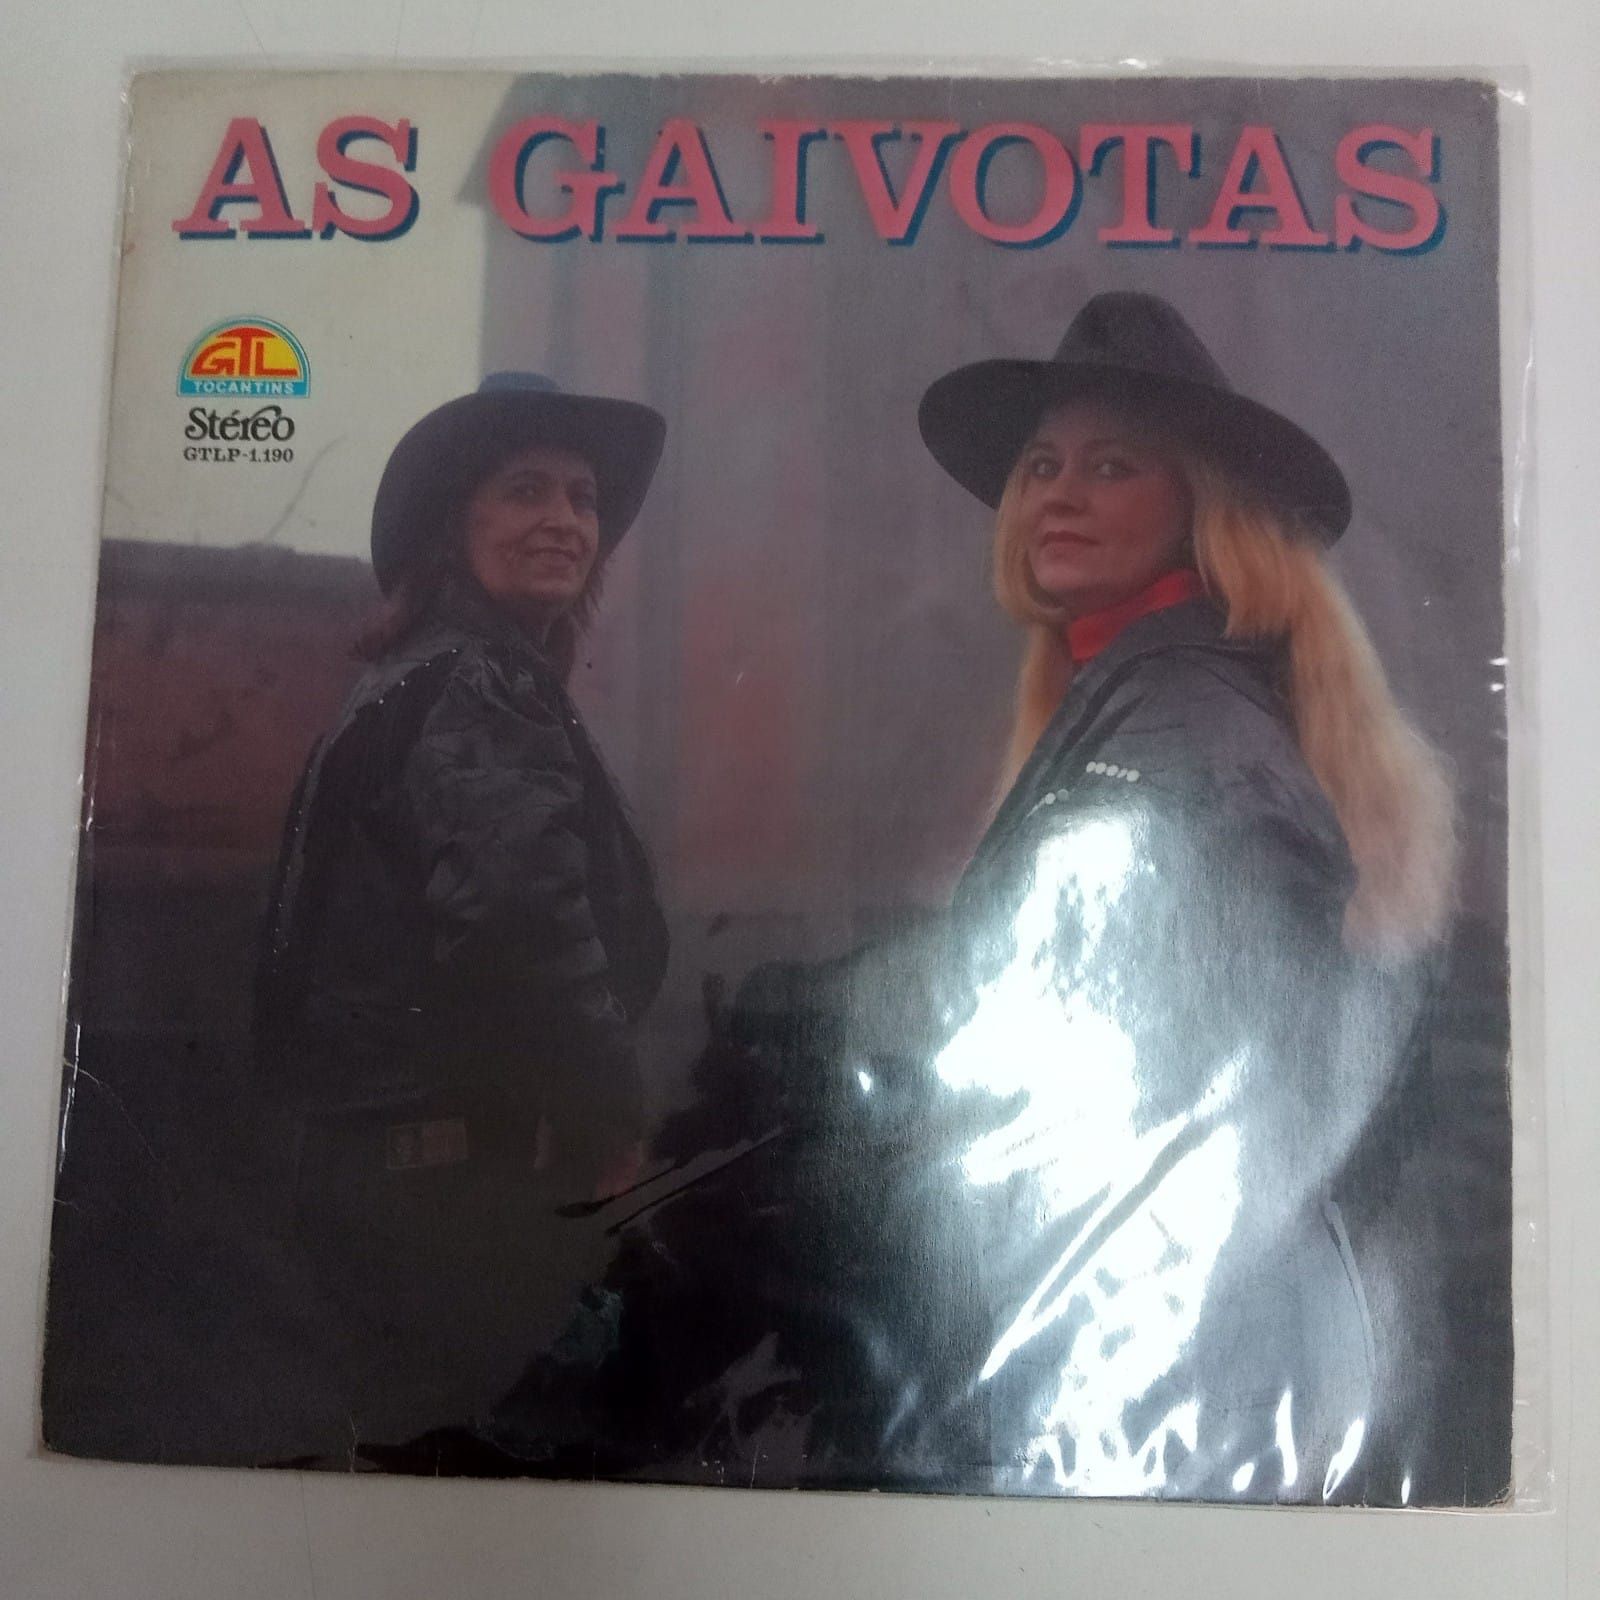 AS GAIVOTAS
GTL
TOCANTINS
Stéreo
GTLP-1.190